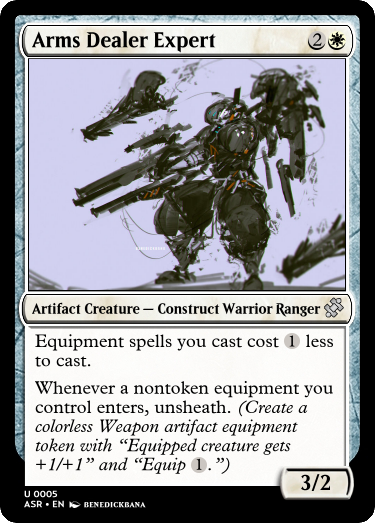 Arms Dealer Expert 2
Artifact Creature — Construct Warrior Ranger
Equipment spells you cast cost 1 less
to cast.
Whenever a nontoken equipment you
control enters, unsheath. (Create a
colorless Weapon artifact equipment
token with “Equipped creature gets
+1/+1” and “Equip 1.”)
3/2
U 0005
ASR • EN BENEDICKBANA